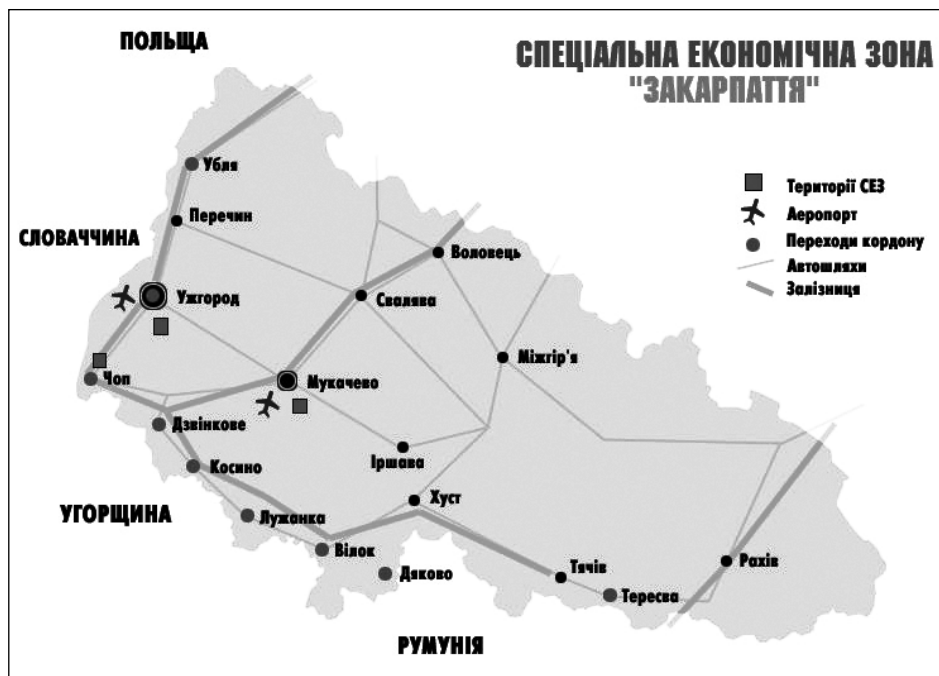 ПОЛЬЩА
СПЕЦІАЛЬНА ЕКОНОМІЧНА ЗОНА
"ЗАКАРПАТТЯ"
Території СЕЗ
Аеропорт
Переходи кордону
Автошляхи
Залізниця
Убля
Перечин
СЛОВАЧЧИНА
Воловець
Ужгород
Свалява
Міжгір'я
Чоп
Мукачево
Дзвінкове
Іршава
Косино
Хуст
УГОРЩИНА
Лужанка
Вілок
Дяково
Тячів
Рахів
Тересва
РУМУНІЯ